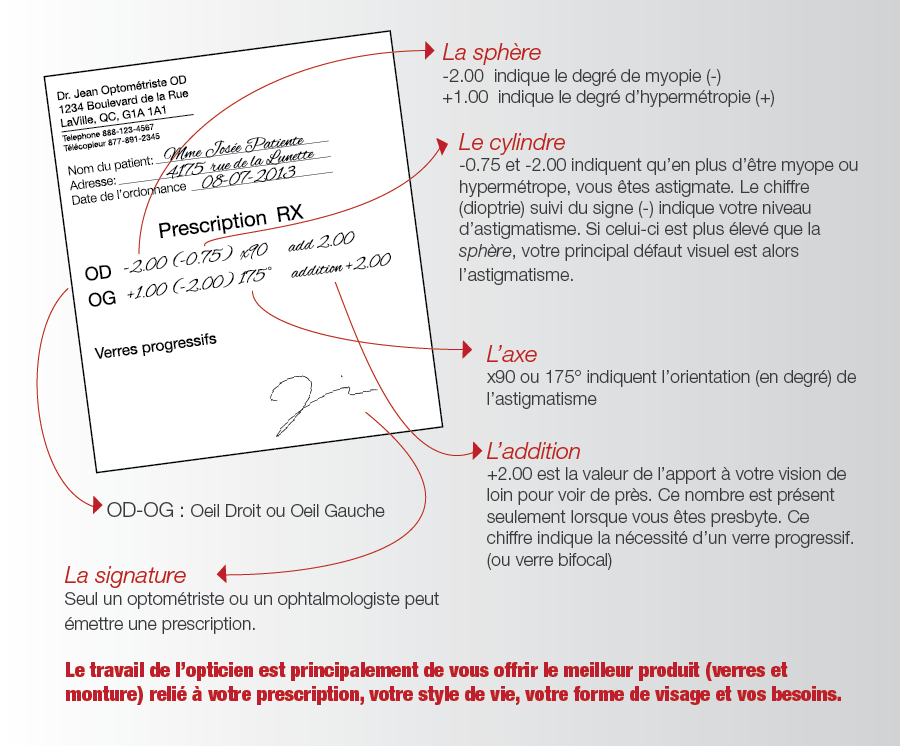 Dr. Jean Optométriste OD
1234 Boulevard de la Rue
LaVille, QC, G1A 1A1
Telephone 888-123-4567
Télécopieur 877-891-2345
Nom du patient: Mme Josée Patiente
Adresse: 4175 rue de la Lunette
Date de l'ordonnance 08-07-2013
Prescription RX
OD -2.00 (-0.75) x90 add 2.00
OG +1.00 (-2.00) 175° addition +2.00
Verres progressifs
La sphère
-2.00 indique le degré de myopie (-)
+1.00 indique le degré d'hypermétropie (+)
Le cylindre
-0.75 et -2.00 indiquent qu'en plus d'être myope ou
hypermétrope, vous êtes astigmate. Le chiffre
(dioptrie) suivi du signe (-) indique votre niveau
d'astigmatisme. Si celui-ci est plus élevé que la
sphère, votre principal défaut visuel est alors
l'astigmatisme.
L'axe
x90 ou 175° indiquent l'orientation (en degré) de
l'astigmatisme
L'addition
+2.00 est la valeur de l'apport à votre vision de
loin pour voir de près. Ce nombre est présent
seulement lorsque vous êtes presbyte. Ce
chiffre indique la nécessité d'un verre progressif.
(ou verre bifocal)
OD-OG : Oeil Droit ou Oeil Gauche
La signature
Seul un optométriste ou un ophtalmologiste peut
émettre une prescription.
Le travail de l'opticien est principalement de vous offrir le meilleur produit (verres et
monture) relié à votre prescription, votre style de vie, votre forme de visage et vos besoins.